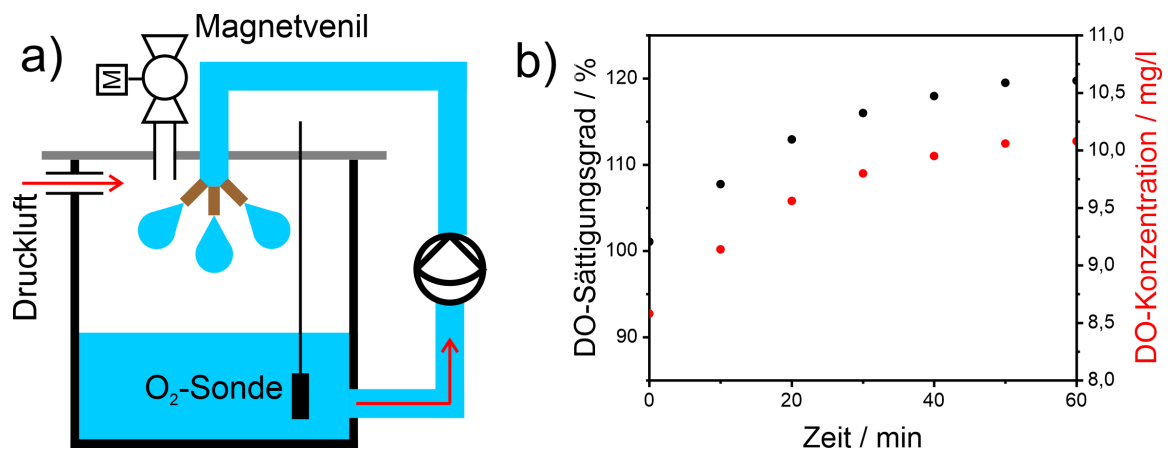 a)
Magnetvenil
M
Druckluft
O₂-Sonde
b)
DO-Sättigungsgrad / %
120
110
100
90
0
20
40
60
Zeit / min
11,0
10,5
10,0
9,5
9,0
8,5
8,0
DO-Konzentration / mg/l